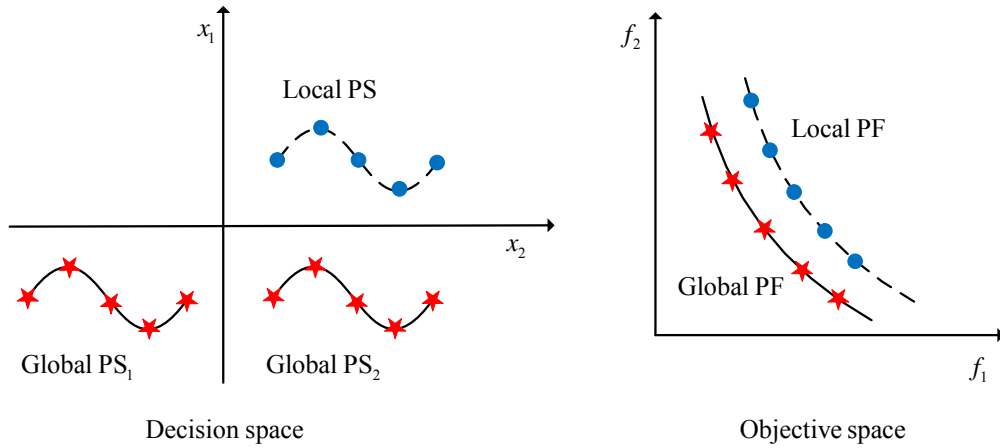 x₁
Local PS
x₂
Global PS₁
Global PS₂
Decision space
f₂
Local PF
Global PF
f₁
Objective space